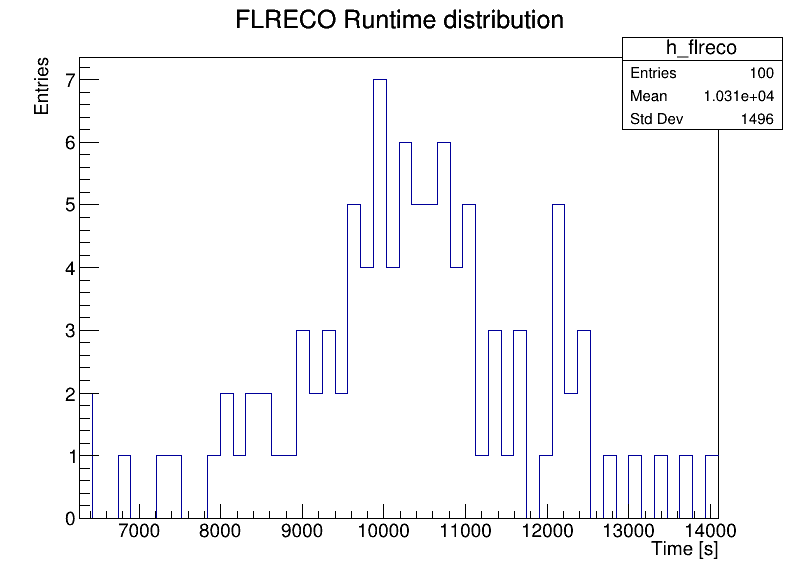 FLRECO Runtime distribution
h_flreco
Entries 100
Mean 1.031e+04
Std Dev 1496
Entries
7
6
5
4
3
2
1
0
7000 8000 9000 10000 11000 12000 13000 14000
Time [s]